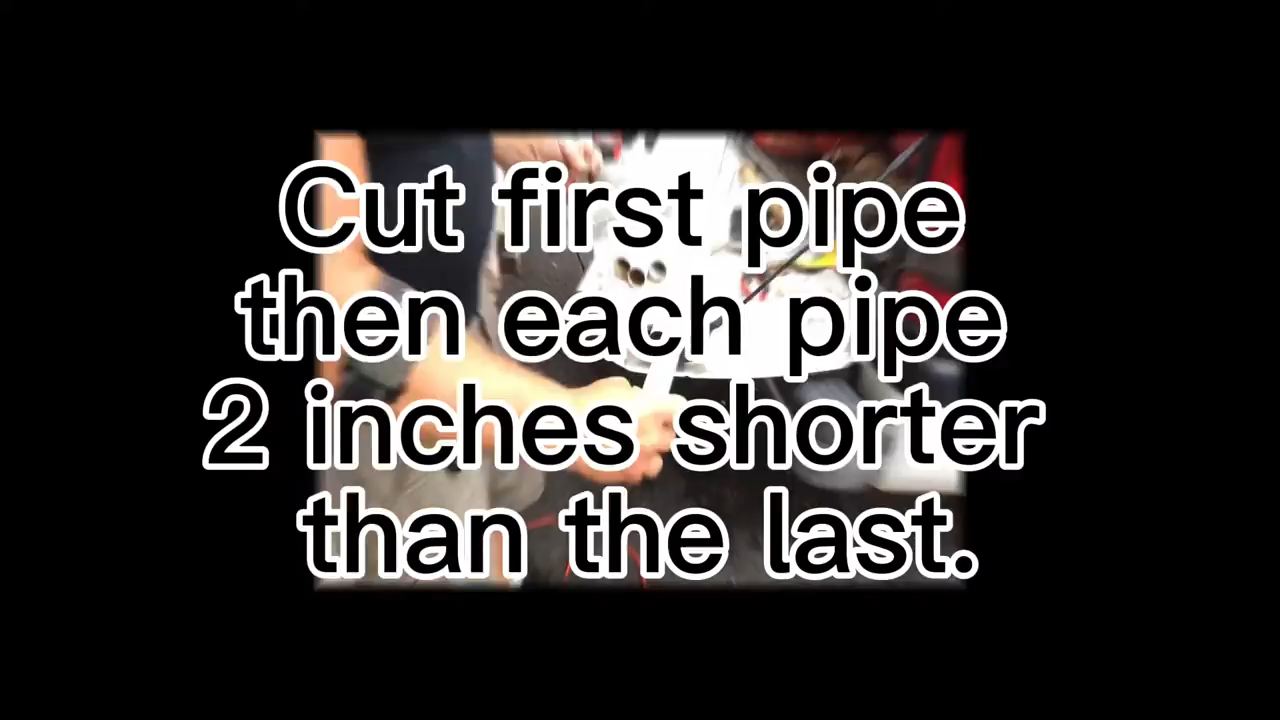 Cut first pipe
then each pipe
2 inches shorter
than the last.